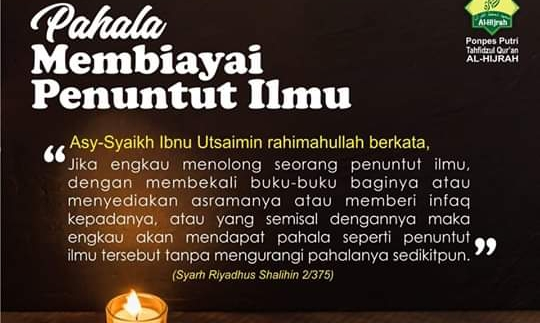 Pahala
Membiayai
Penuntut Ilmu
Al-Hijrah
Ponpes Putri
Tahfidzul Qur'an
AL-HIJRAH
Asy-Syaikh Ibnu Utsaimin rahimahullah berkata,
“Jika engkau menolong seorang penuntut ilmu,
dengan membekali buku-buku baginya atau
menyediakan asramanya atau memberi infaq
kepadanya, atau yang semisal dengannya maka
engkau akan mendapat pahala seperti penuntut
ilmu tersebut tanpa mengurangi pahalanya sedikitpun.”
(Syarh Riyadhus Shalihin 2/375)